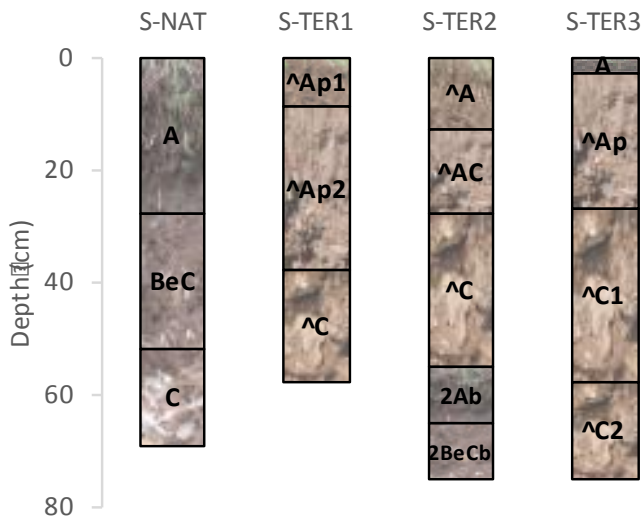 S-NAT S-TER1 S-TER2 S-TER3
0
20
40
60
80
Depth (cm)
A
BeC
C
^Ap1
^Ap2
^C
^A
^AC
^C
2Ab
2BeCb
A
^Ap
^C1
^C2